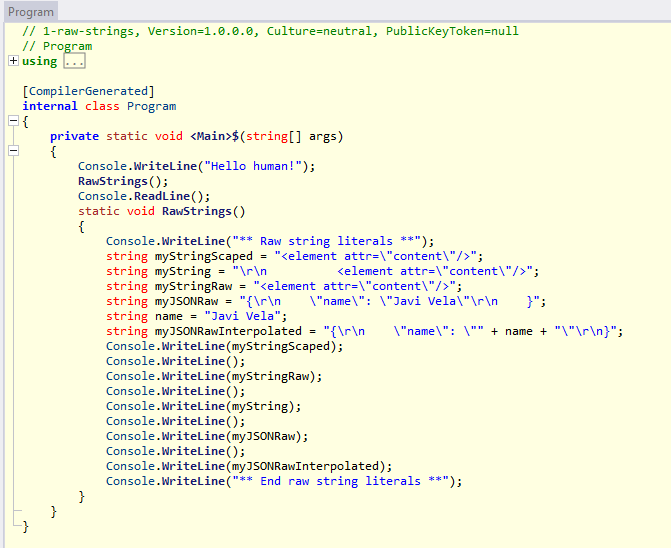 Program
// 1-raw-strings, Version=1.0.0.0, Culture=neutral, PublicKeyToken=null
// Program
using ...
[CompilerGenerated]
internal class Program
{
    private static void <Main>$(string[] args)
    {
        Console.WriteLine("Hello human!");
        RawStrings();
        Console.ReadLine();
        static void RawStrings()
        {
            Console.WriteLine("** Raw string literals **");
            string myStringScaped = "<element attr=\"content\"/>";
            string myString = "\r\n            <element attr=\"content\"/>";
            string myStringRaw = "<element attr=\"content\"/>";
            string myJSONRaw = "{\r\n    \"name\": \"Javi Vela\"\r\n    }";
            string name = "Javi Vela";
            string myJSONRawInterpolated = "{\r\n    \"name\": \"" + name + "\"\r\n}";
            Console.WriteLine(myStringScaped);
            Console.WriteLine();
            Console.WriteLine(myStringRaw);
            Console.WriteLine();
            Console.WriteLine(myString);
            Console.WriteLine();
            Console.WriteLine(myJSONRaw);
            Console.WriteLine();
            Console.WriteLine(myJSONRawInterpolated);
            Console.WriteLine("** End raw string literals **");
        }
    }
}